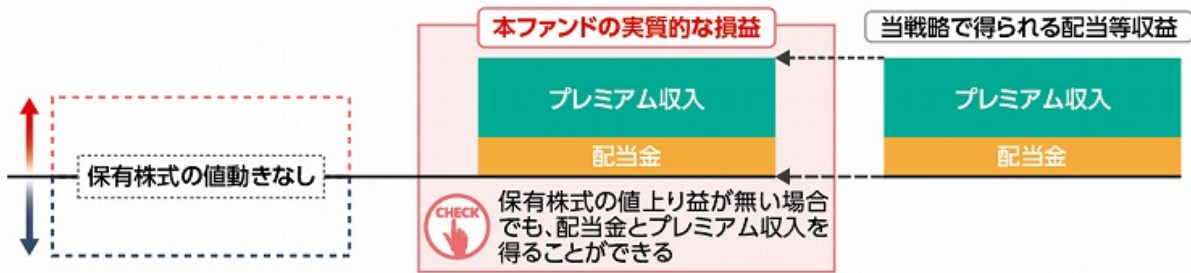 本ファンドの実質的な損益
当戦略で得られる配当等収益
プレミアム収入
プレミアム収入
配当金
配当金
保有株式の値動きなし
CHECK
保有株式の値上り益が無い場合
でも、配当金とプレミアム収入を
得ることができる